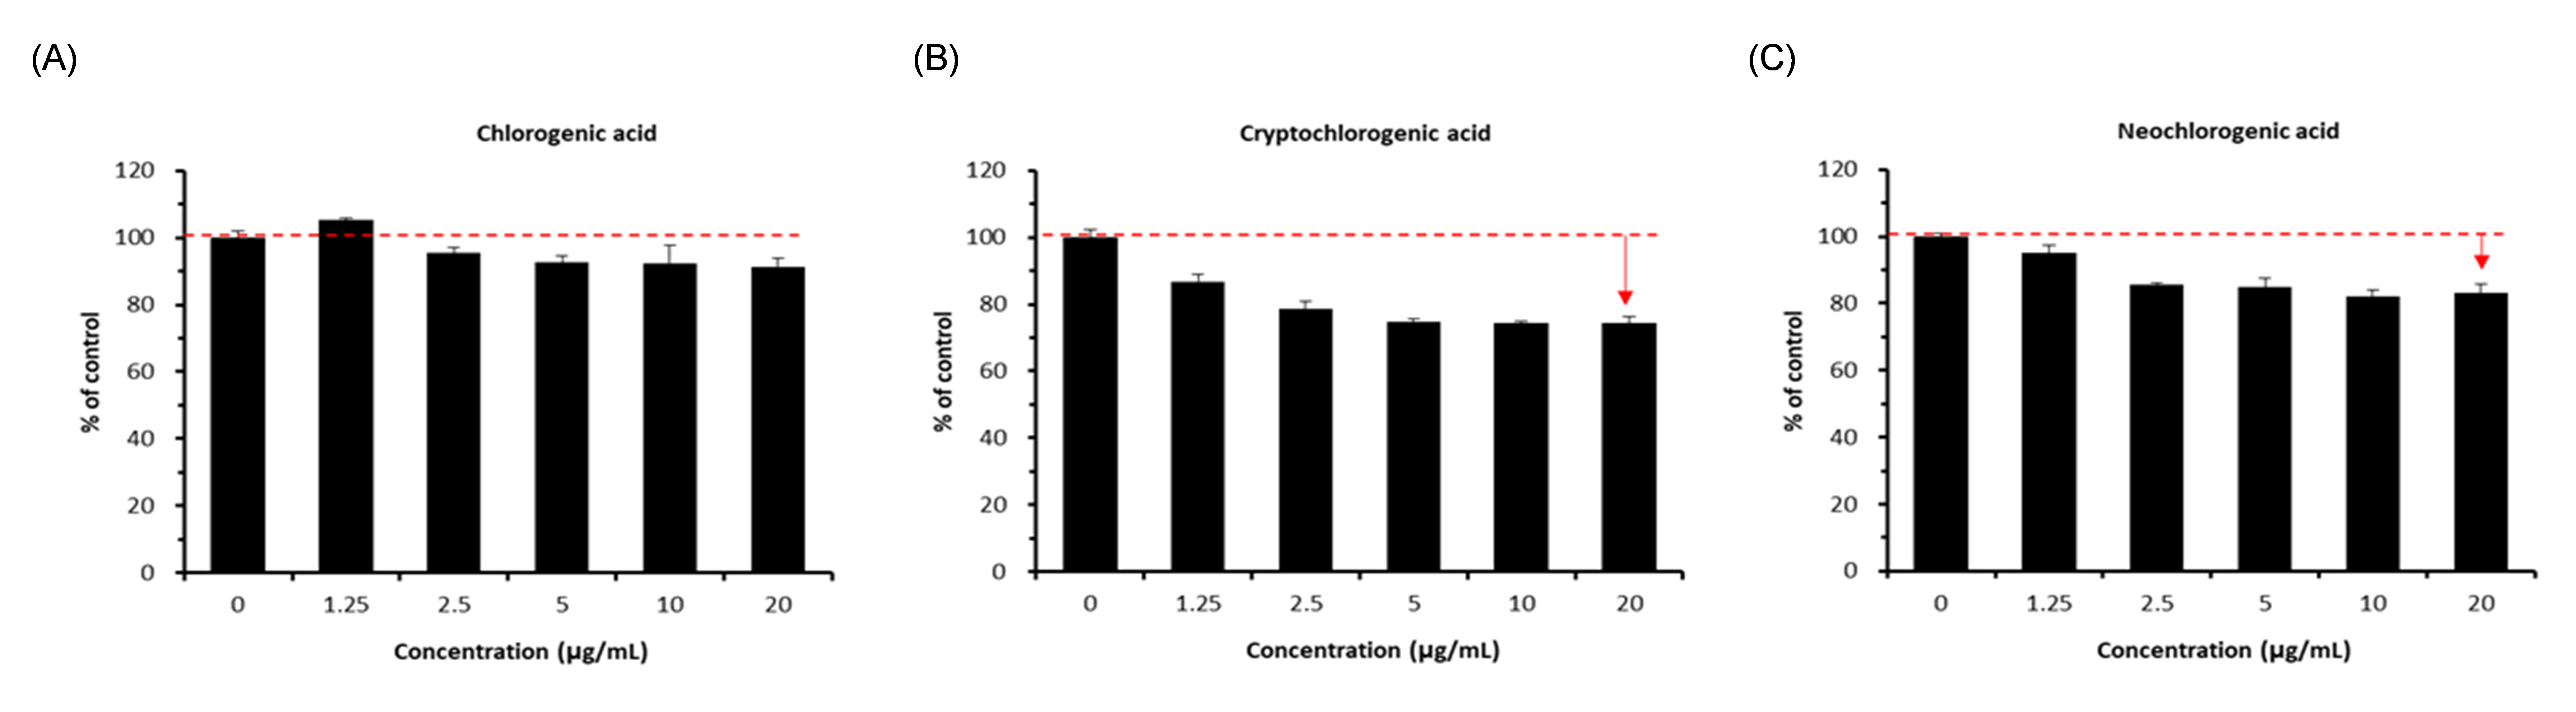 (A)
Chlorogenic acid
120
100
80
60
40
20
0
% of control
0 1.25 2.5 5 10 20
Concentration (µg/mL)
(B)
Cryptochlorogenic acid
120
100
80
60
40
20
0
% of control
0 1.25 2.5 5 10 20
Concentration (µg/mL)
(C)
Neochlorogenic acid
120
100
80
60
40
20
0
% of control
0 1.25 2.5 5 10 20
Concentration (µg/mL)